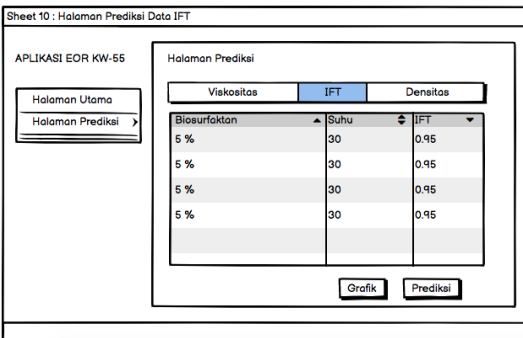 Sheet 10 : Halaman Prediksi Data IFT
APLIKASI EOR KW-55
Halaman Utama
Halaman Prediksi
Halaman Prediksi
Viskositas IFT Densitas
Biosurfaktan Suhu IFT
5 % 30 0.95
5 % 30 0.95
5 % 30 0.95
5 % 30 0.95
Grafik Prediksi